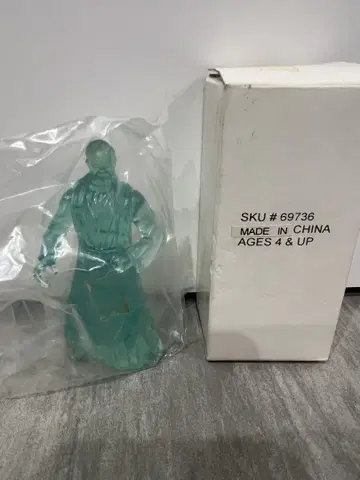 SKU # 69736
MADE IN CHINA
AGES 4 & UP